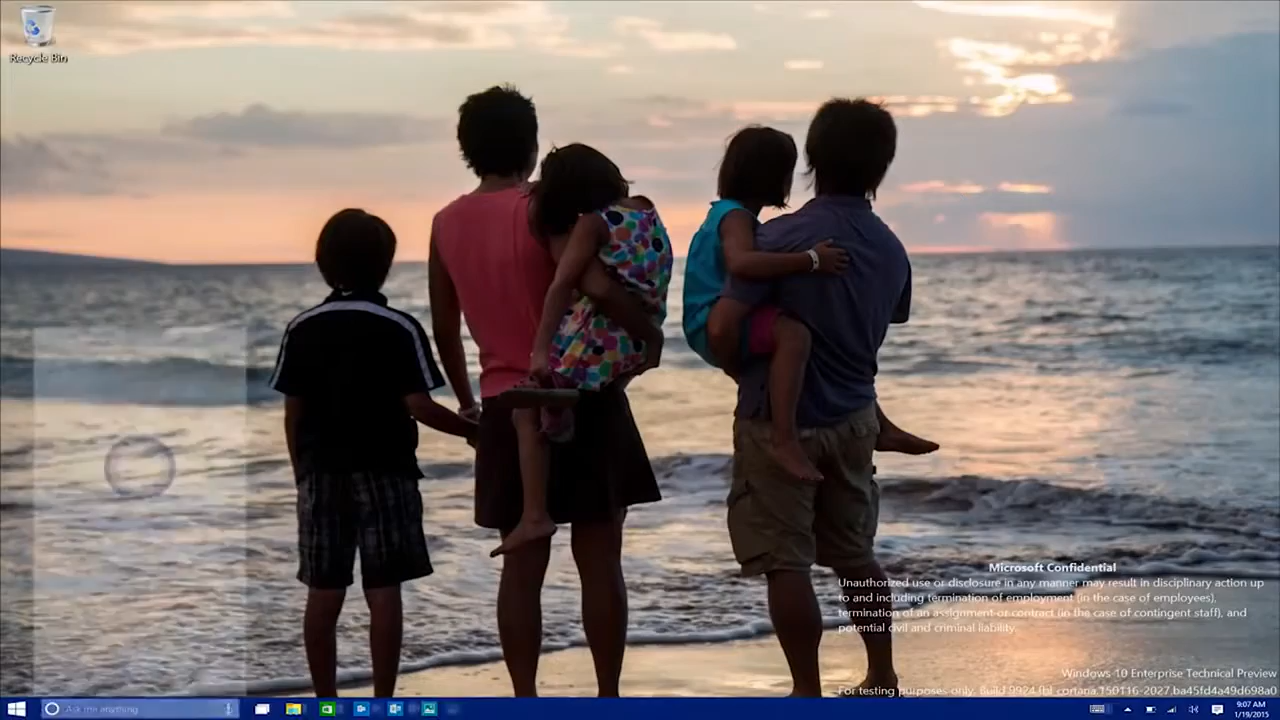 Recycle Bin
Microsoft Confidential
Unauthorized use or disclosure in any manner may result in disciplinary action up
to and including termination of employment (in the case of employees),
termination of an assignment or contract (in the case of contingent staff), and
potential civil and criminal liability.
Windows 10 Enterprise Technical Preview
For testing purposes only. Build 9924.fbl_cortana.150116-2027.ba45fd4a49d698a0
Ask me anything
9:07 AM
1/19/2015